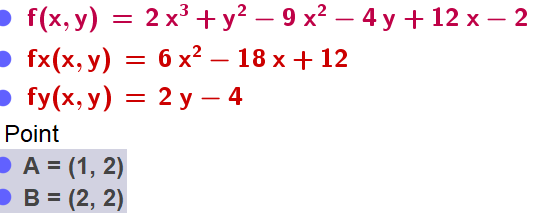 f(x, y) = 2 x³ + y² – 9 x² – 4 y + 12 x – 2
fx(x, y) = 6 x² – 18 x + 12
fy(x, y) = 2 y – 4
Point
A = (1, 2)
B = (2, 2)